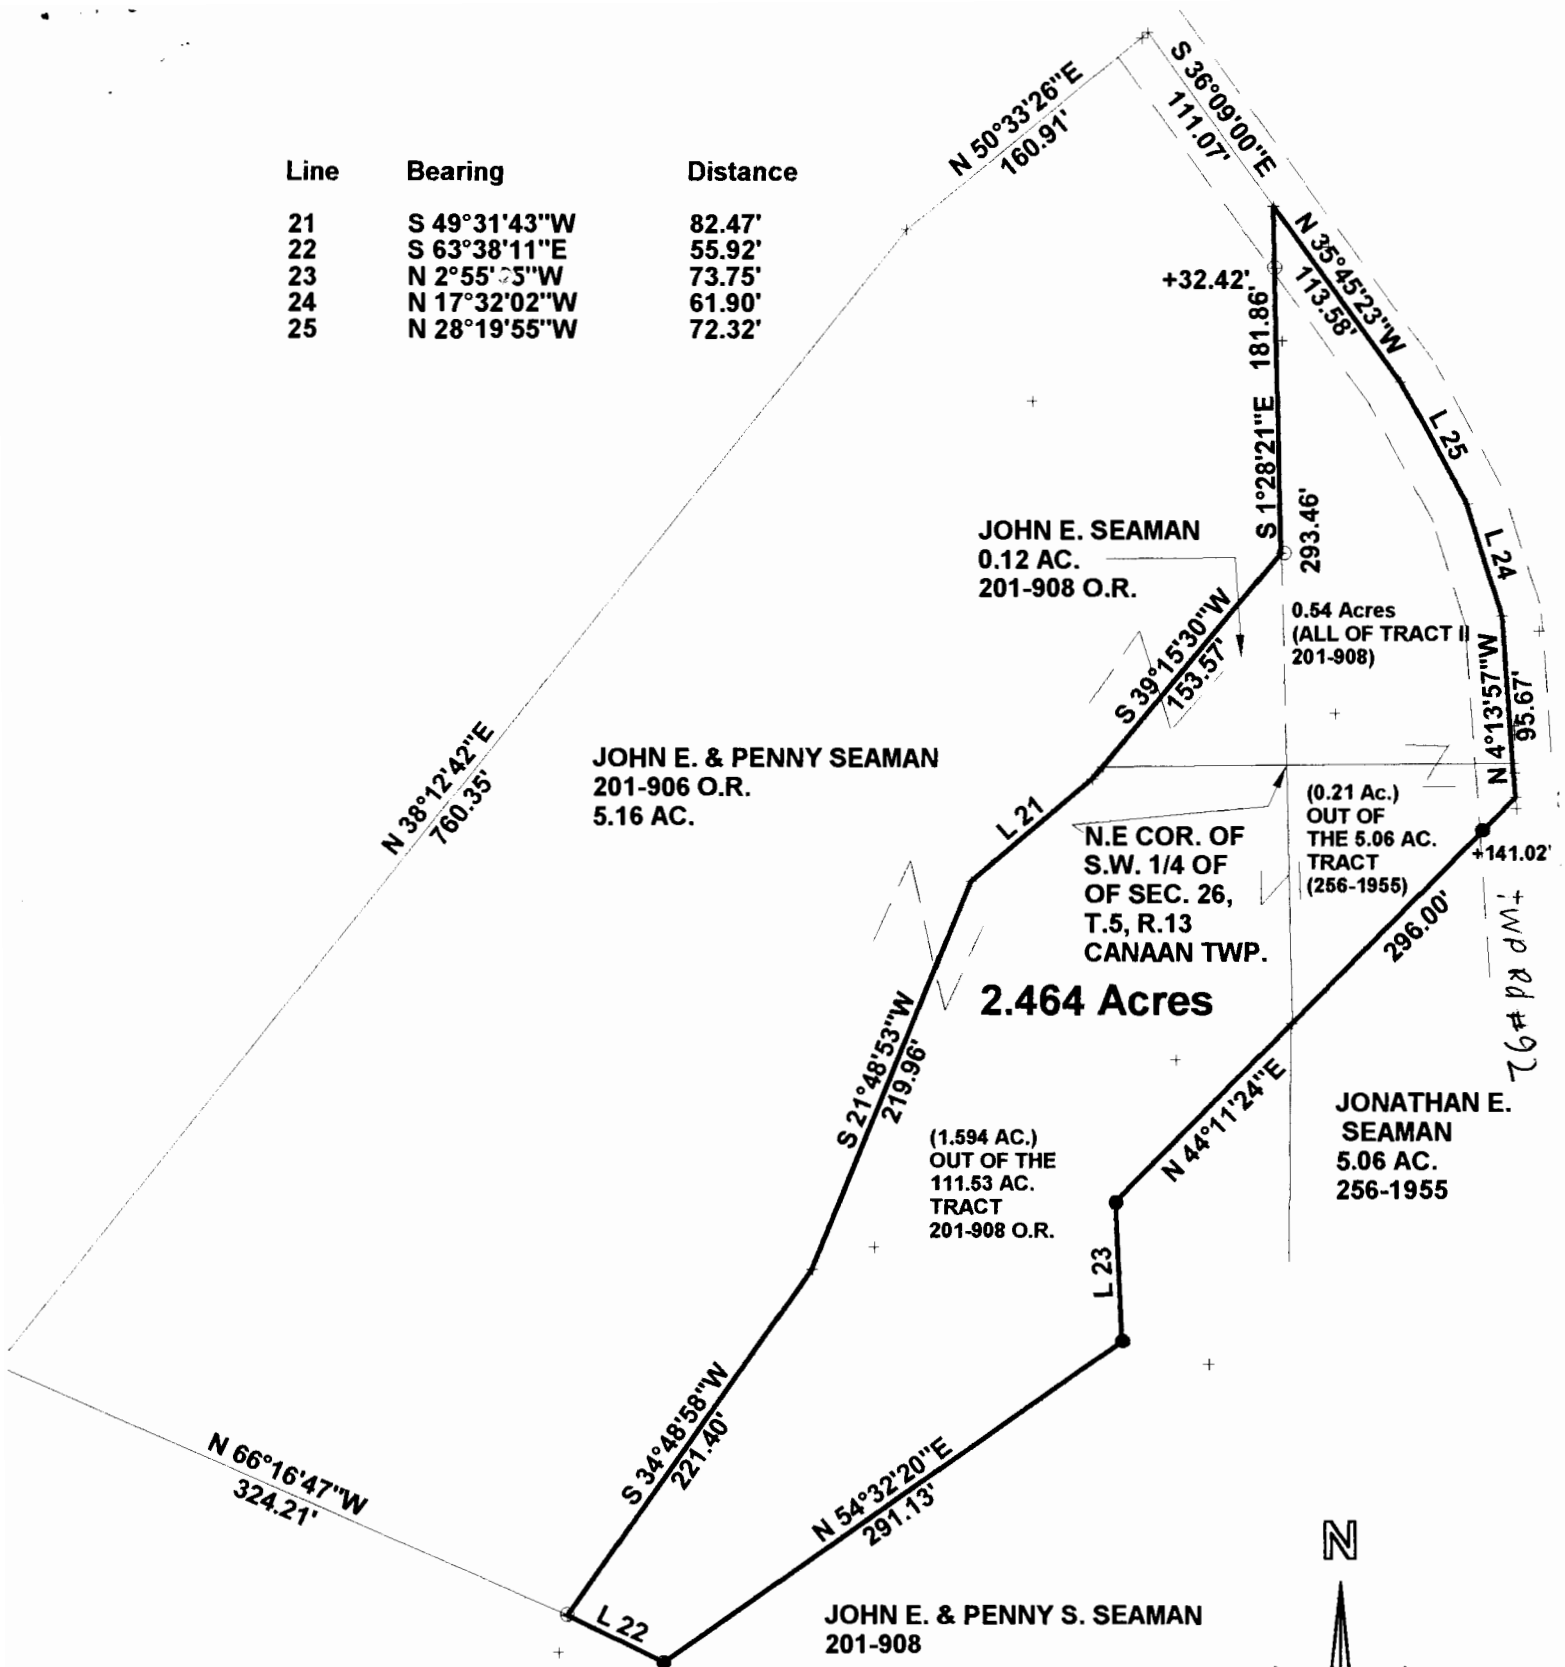 S 36°09'00"E
111.07'
N 50°33'26"E
160.91'
Line Bearing Distance
21 S 49°31'43"W 82.47'
22 S 63°38'11"E 55.92'
23 N 2°55' 5"W 73.75'
24 N 17°32'02"W 61.90'
25 N 28°19'55"W 72.32'
N 35°45'23"W
113.58'
+32.42'
181.86'
S 1°28'21"E
L 25
293.46'
L 24
JOHN E. SEAMAN
0.12 AC.
201-908 O.R.
0.54 Acres
(ALL OF TRACT II
201-908)
S 39°15'30"W
153.57'
N 4°13'57"W
95.67'
N 38°12'42"E
760.35'
JOHN E. & PENNY SEAMAN
201-906 O.R.
5.16 AC.
L 21
N.E COR. OF
S.W. 1/4 OF
OF SEC. 26,
T.5, R.13
CANAAN TWP.
(0.21 Ac.)
OUT OF
THE 5.06 AC.
TRACT
(256-1955)
+141.02'
296.00'
TWP Rd #92
2.464 Acres
S 21°48'53"W
219.96'
N 44°11'24"E
JONATHAN E.
SEAMAN
5.06 AC.
256-1955
(1.594 AC.)
OUT OF THE
111.53 AC.
TRACT
201-908 O.R.
L 23
S 34°48'58"W
221.40'
N 66°16'47"W
324.21'
N 54°32'20"E
291.13'
L 22
JOHN E. & PENNY S. SEAMAN
201-908
N